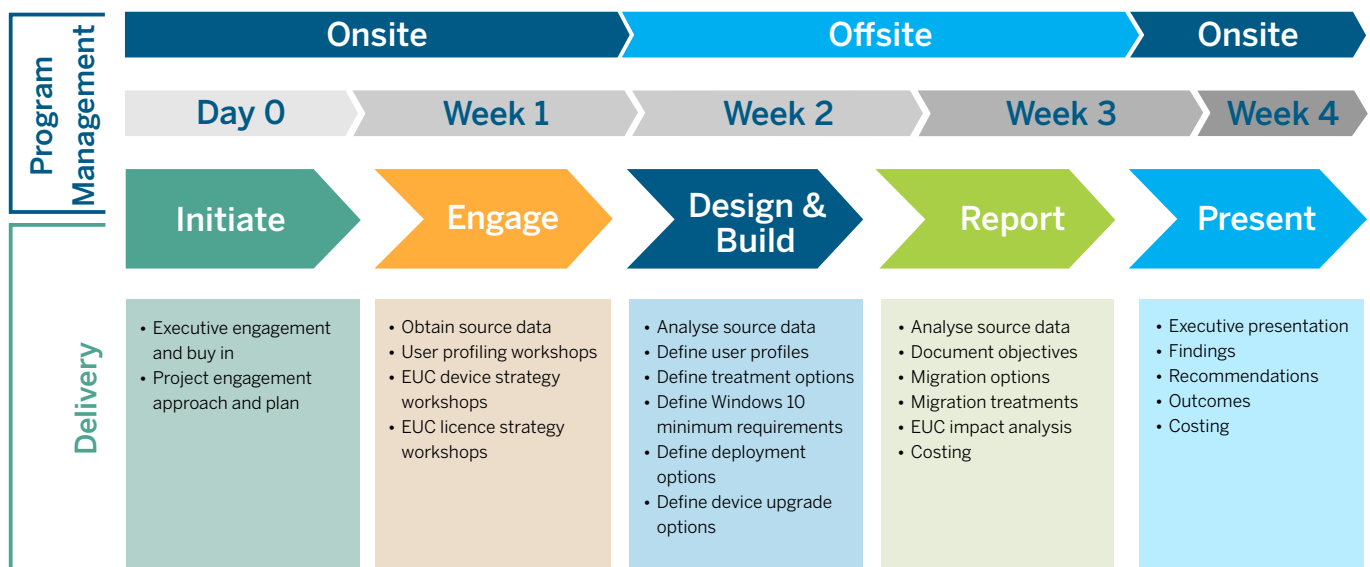 Program
Management
Onsite
Offsite
Onsite
Day 0
Week 1
Week 2
Week 3
Week 4
Delivery
Initiate
Engage
Design &
Build
Report
Present
• Executive engagement
and buy in
• Project engagement
approach and plan
• Obtain source data
• User profiling workshops
• EUC device strategy
workshops
• EUC licence strategy
workshops
• Analyse source data
• Define user profiles
• Define treatment options
• Define Windows 10
minimum requirements
• Define deployment
options
• Define device upgrade
options
• Analyse source data
• Document objectives
• Migration options
• Migration treatments
• EUC impact analysis
• Costing
• Executive presentation
• Findings
• Recommendations
• Outcomes
• Costing